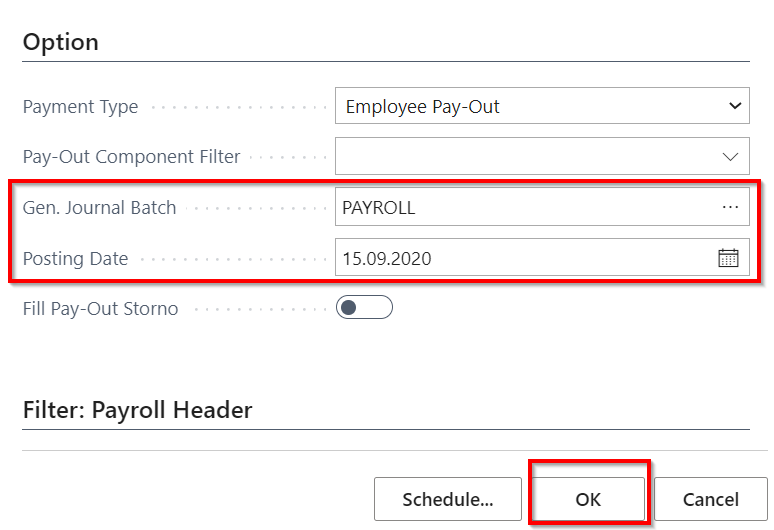 Option
Payment Type Employee Pay-Out
Pay-Out Component Filter
Gen. Journal Batch PAYROLL ...
Posting Date 15.09.2020
Fill Pay-Out Storno
Filter: Payroll Header
Schedule... OK Cancel